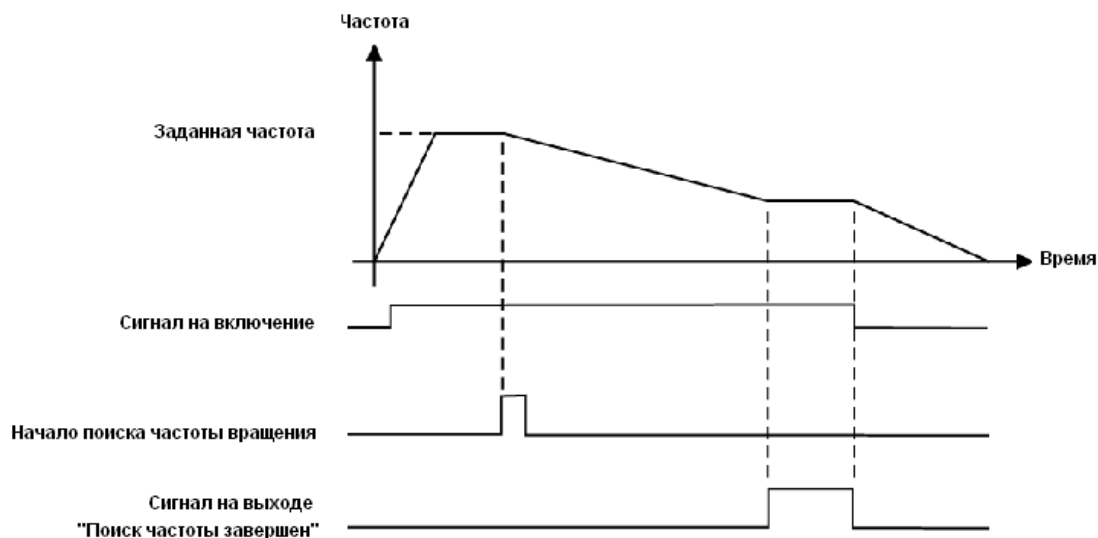 Частота
Заданная частота
Время
Сигнал на включение
Начало поиска частоты вращения
Сигнал на выходе
"Поиск частоты завершен"